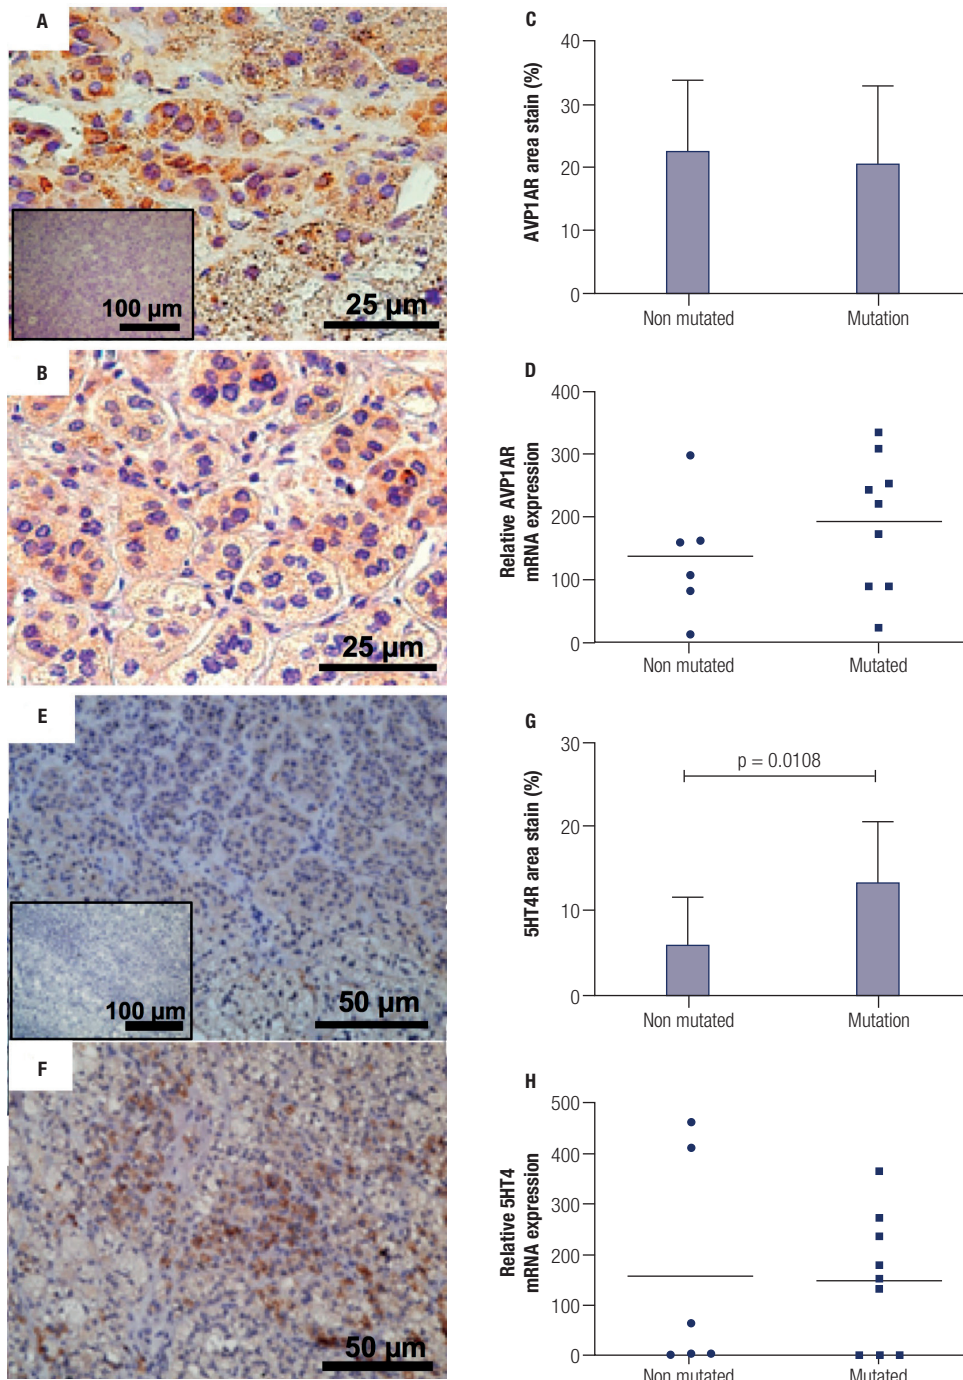 A
100 µm
25 µm
B
25 µm
E
100 µm
50 µm
F
50 µm
C
AVP1AR area stain (%)
40
30
20
10
0
Non mutated
Mutation
D
Relative AVP1AR
mRNA expression
400
300
200
100
0
Non mutated
Mutated
G
5HT4R area stain (%)
30
20
10
0
p = 0.0108
Non mutated
Mutation
H
Relative 5HT4
mRNA expression
500
400
300
200
100
0
Non mutated
Mutated